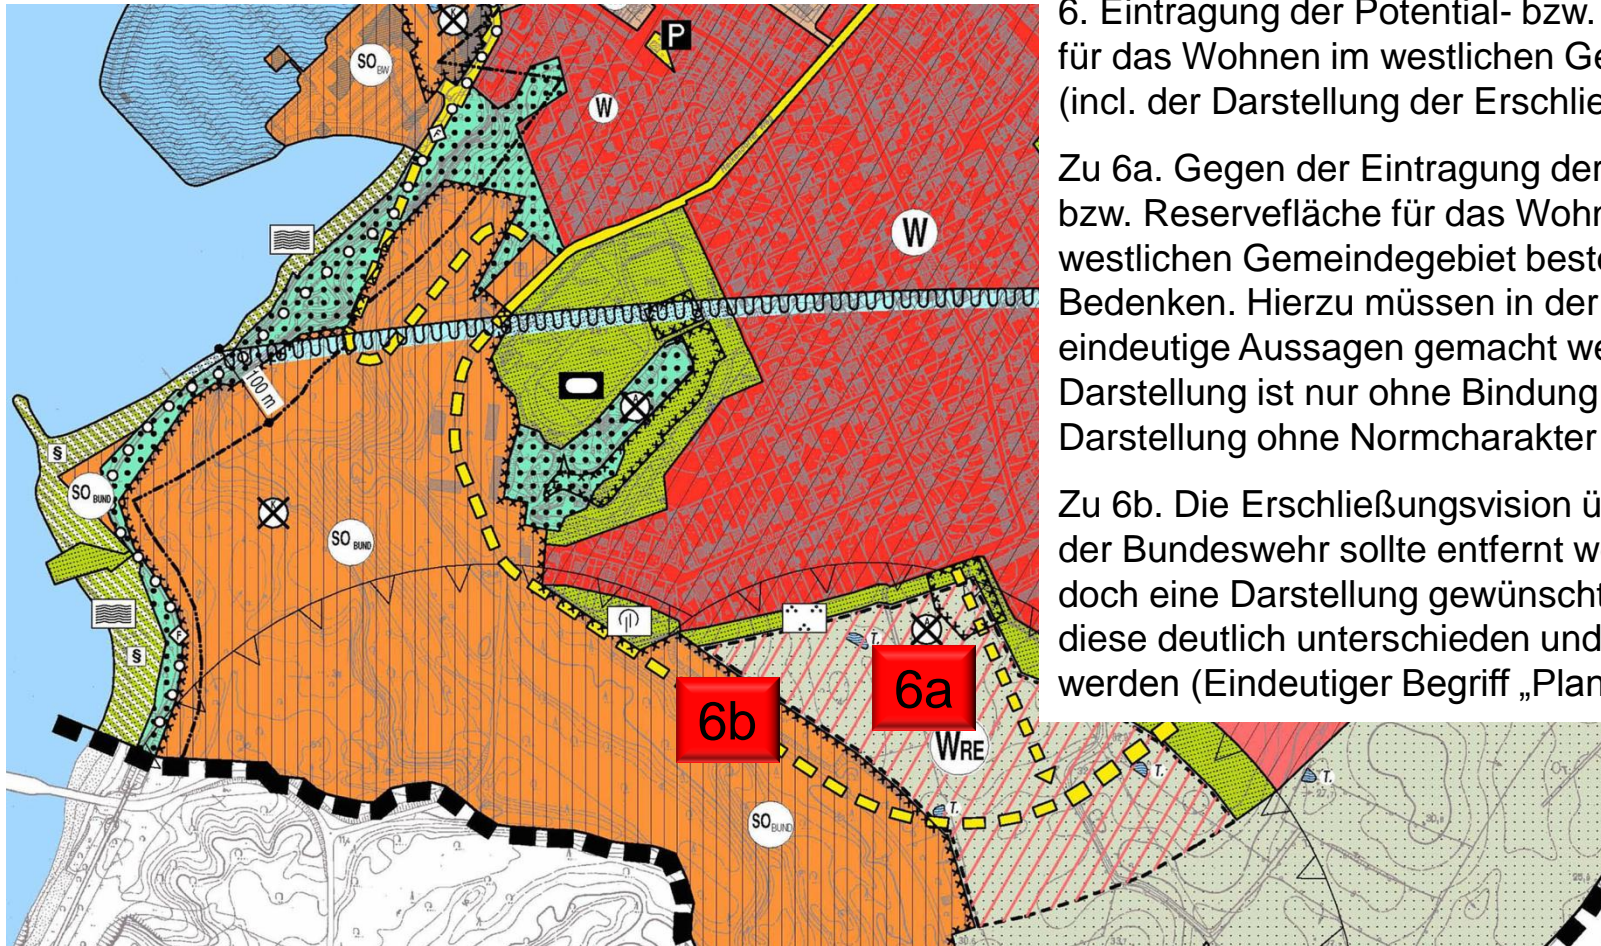 6. Eintragung der Potential- bzw.
für das Wohnen im westlichen Ge
(incl. der Darstellung der Erschlie
Zu 6a. Gegen der Eintragung der
bzw. Reservefläche für das Wohn
westlichen Gemeindegebiet beste
Bedenken. Hierzu müssen in der
eindeutige Aussagen gemacht we
Darstellung ist nur ohne Bindung
Darstellung ohne Normcharakter
Zu 6b. Die Erschließungsvision ü
der Bundeswehr sollte entfernt we
doch eine Darstellung gewünscht
diese deutlich unterschieden und
werden (Eindeutiger Begriff „Plan
K
SO BW
P
W
F
W
100 m
A
§
SO BUND
SO BUND
K
F
§
A
T.
6a
6b
WRE
T.
T.
T.
SO BUND